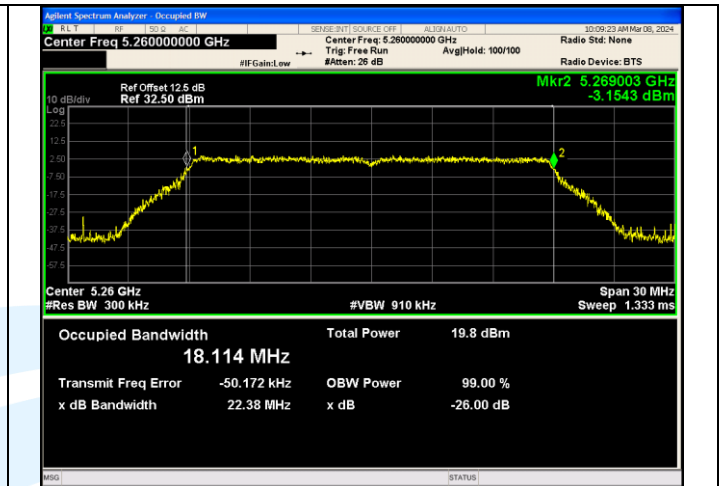 Agilent Spectrum Analyzer - Occupied BW
RLT RF 50 Ω AC SENSE:INT SOURCE OFF ALIGN AUTO 10:09:23 AM Mar 08, 2024
Center Freq 5.260000000 GHz Center Freq: 5.260000000 GHz Radio Std: None
Trig: Free Run Avg|Hold: 100/100
#IFGain:Low #Atten: 26 dB Radio Device: BTS
Ref Offset 12.5 dB Mkr2 5.269003 GHz
10 dB/div Ref 32.50 dBm -3.1543 dBm
Log
22.5
12.5
1
2
2.50
-7.50
-17.5
-27.5
-37.5
-47.5
-57.5
Center 5.26 GHz Span 30 MHz
#Res BW 300 kHz #VBW 910 kHz Sweep 1.333 ms
Occupied Bandwidth Total Power 19.8 dBm
18.114 MHz
Transmit Freq Error -50.172 kHz OBW Power 99.00 %
x dB Bandwidth 22.38 MHz x dB -26.00 dB
MSG STATUS